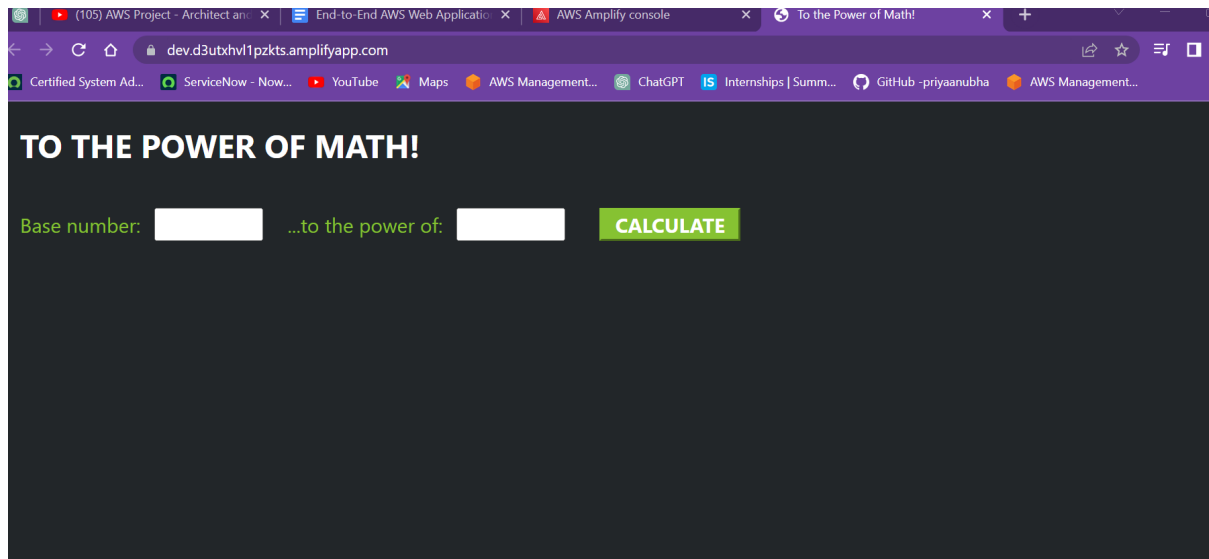 (105) AWS Project - Architect and
End-to-End AWS Web Application
AWS Amplify console
To the Power of Math!
dev.d3utxhvl1pzkts.amplifyapp.com
Certified System Ad...
ServiceNow - Now...
YouTube
Maps
AWS Management...
ChatGPT
IS Internships | Summ...
GitHub -priyaanubha
AWS Management...
TO THE POWER OF MATH!
Base number: ...to the power of: CALCULATE